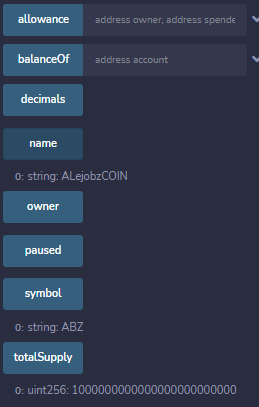 allowance address owner, address spende
balanceOf address account
decimals
name
0: string: ALejobzCOIN
owner
paused
symbol
0: string: ABZ
totalSupply
0: uint256: 1000000000000000000000000